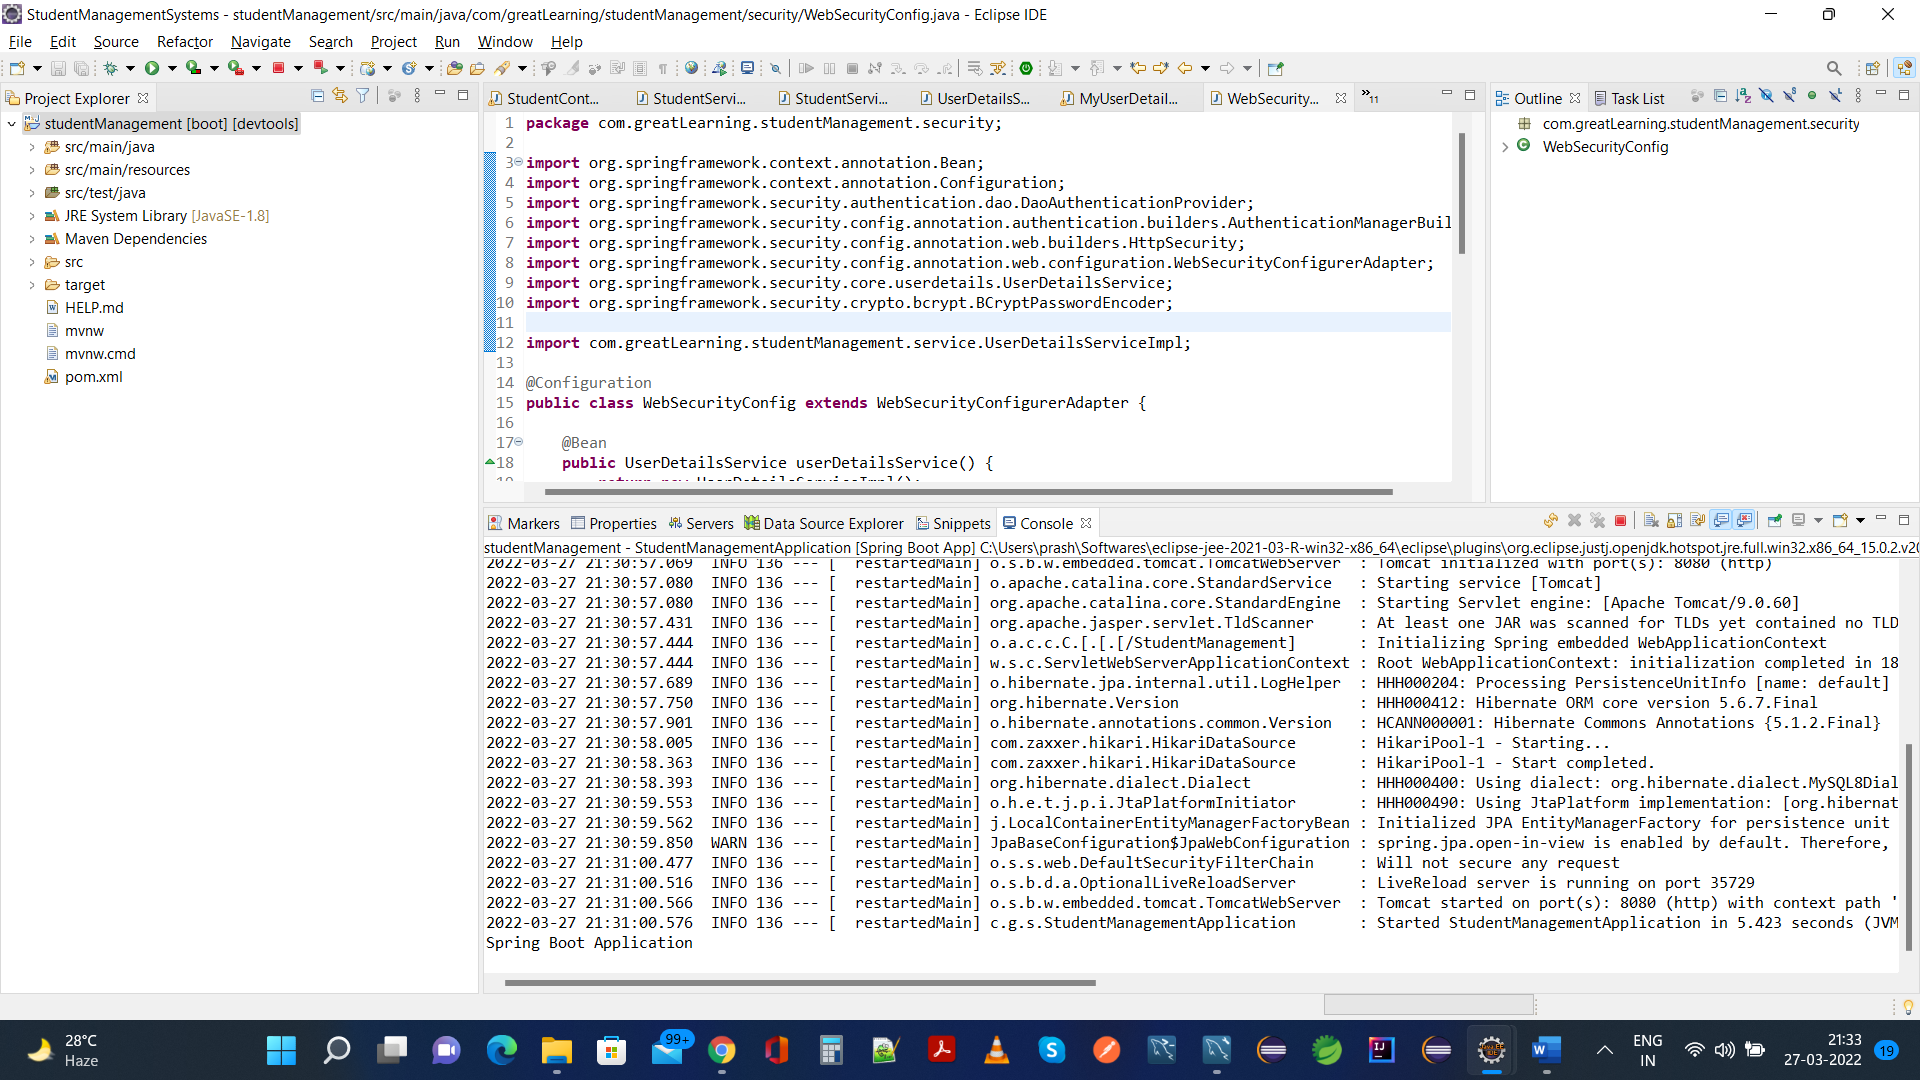 StudentManagementSystems - studentManagement/src/main/java/com/greatLearning/studentManagement/security/WebSecurityConfig.java - Eclipse IDE
File Edit Source Refactor Navigate Search Project Run Window Help
Project Explorer
studentManagement [boot] [devtools]
src/main/java
src/main/resources
src/test/java
JRE System Library [JavaSE-1.8]
Maven Dependencies
src
target
HELP.md
mvnw
mvnw.cmd
pom.xml
StudentCont... StudentServi... StudentServi... UserDetailsS... MyUserDetail... WebSecurity... »11
1 package com.greatLearning.studentManagement.security;
2
3 import org.springframework.context.annotation.Bean;
4 import org.springframework.context.annotation.Configuration;
5 import org.springframework.security.authentication.dao.DaoAuthenticationProvider;
6 import org.springframework.security.config.annotation.authentication.builders.AuthenticationManagerBuil
7 import org.springframework.security.config.annotation.web.builders.HttpSecurity;
8 import org.springframework.security.config.annotation.web.configuration.WebSecurityConfigurerAdapter;
9 import org.springframework.security.core.userdetails.UserDetailsService;
10 import org.springframework.security.crypto.bcrypt.BCryptPasswordEncoder;
11
12 import com.greatLearning.studentManagement.service.UserDetailsServiceImpl;
13
14 @Configuration
15 public class WebSecurityConfig extends WebSecurityConfigurerAdapter {
16
17 @Bean
18 public UserDetailsService userDetailsService() {
19 return new UserDetailsServiceImpl();
Outline Task List
com.greatLearning.studentManagement.security
WebSecurityConfig
Markers Properties Servers Data Source Explorer Snippets Console
studentManagement - StudentManagementApplication [Spring Boot App] C:\Users\prash\Softwares\eclipse-jee-2021-03-R-win32-x86_64\eclipse\plugins\org.eclipse.justj.openjdk.hotspot.jre.full.win32.x86_64_15.0.2.v20
2022-03-27 21:30:57.069 INFO 136 --- [ restartedMain] o.s.b.w.embedded.tomcat.TomcatWebServer : Tomcat initialized with port(s): 8080 (http)
2022-03-27 21:30:57.080 INFO 136 --- [ restartedMain] o.apache.catalina.core.StandardService : Starting service [Tomcat]
2022-03-27 21:30:57.080 INFO 136 --- [ restartedMain] org.apache.catalina.core.StandardEngine : Starting Servlet engine: [Apache Tomcat/9.0.60]
2022-03-27 21:30:57.431 INFO 136 --- [ restartedMain] org.apache.jasper.servlet.TldScanner : At least one JAR was scanned for TLDs yet contained no TLD
2022-03-27 21:30:57.444 INFO 136 --- [ restartedMain] o.a.c.c.C.[.[.[/StudentManagement] : Initializing Spring embedded WebApplicationContext
2022-03-27 21:30:57.444 INFO 136 --- [ restartedMain] w.s.c.ServletWebServerApplicationContext : Root WebApplicationContext: initialization completed in 18
2022-03-27 21:30:57.689 INFO 136 --- [ restartedMain] o.hibernate.jpa.internal.util.LogHelper : HHH000204: Processing PersistenceUnitInfo [name: default]
2022-03-27 21:30:57.750 INFO 136 --- [ restartedMain] org.hibernate.Version : HHH000412: Hibernate ORM core version 5.6.7.Final
2022-03-27 21:30:57.901 INFO 136 --- [ restartedMain] o.hibernate.annotations.common.Version : HCANN000001: Hibernate Commons Annotations {5.1.2.Final}
2022-03-27 21:30:58.005 INFO 136 --- [ restartedMain] com.zaxxer.hikari.HikariDataSource : HikariPool-1 - Starting...
2022-03-27 21:30:58.363 INFO 136 --- [ restartedMain] com.zaxxer.hikari.HikariDataSource : HikariPool-1 - Start completed.
2022-03-27 21:30:58.393 INFO 136 --- [ restartedMain] org.hibernate.dialect.Dialect : HHH000400: Using dialect: org.hibernate.dialect.MySQL8Dial
2022-03-27 21:30:59.553 INFO 136 --- [ restartedMain] o.h.e.t.j.p.i.JtaPlatformInitiator : HHH000490: Using JtaPlatform implementation: [org.hibernat
2022-03-27 21:30:59.562 INFO 136 --- [ restartedMain] j.LocalContainerEntityManagerFactoryBean : Initialized JPA EntityManagerFactory for persistence unit
2022-03-27 21:30:59.850 WARN 136 --- [ restartedMain] JpaBaseConfiguration$JpaWebConfiguration : spring.jpa.open-in-view is enabled by default. Therefore,
2022-03-27 21:31:00.477 INFO 136 --- [ restartedMain] o.s.s.web.DefaultSecurityFilterChain : Will not secure any request
2022-03-27 21:31:00.516 INFO 136 --- [ restartedMain] o.s.b.d.a.OptionalLiveReloadServer : LiveReload server is running on port 35729
2022-03-27 21:31:00.566 INFO 136 --- [ restartedMain] o.s.b.w.embedded.tomcat.TomcatWebServer : Tomcat started on port(s): 8080 (http) with context path '
2022-03-27 21:31:00.576 INFO 136 --- [ restartedMain] c.g.s.StudentManagementApplication : Started StudentManagementApplication in 5.423 seconds (JVM
Spring Boot Application
28°C
Haze
99+
ENG
IN
21:33
27-03-2022
19